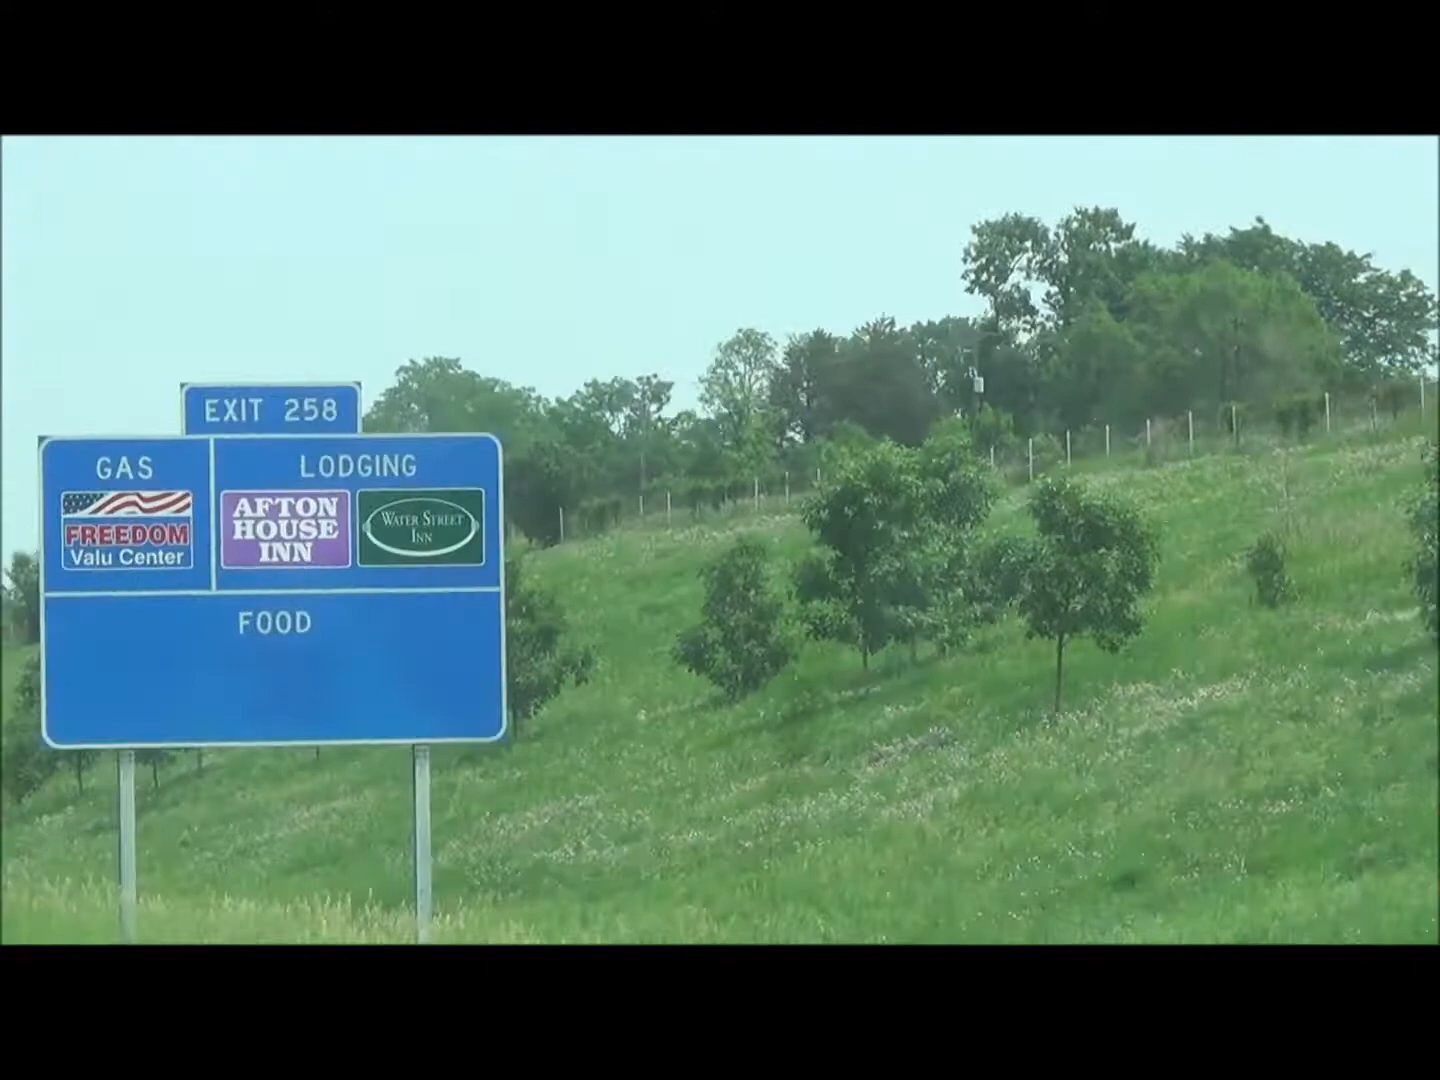 EXIT 258
GAS
FREEDOM
Valu Center
LODGING
AFTON
HOUSE
INN
WATER STREET
INN
FOOD